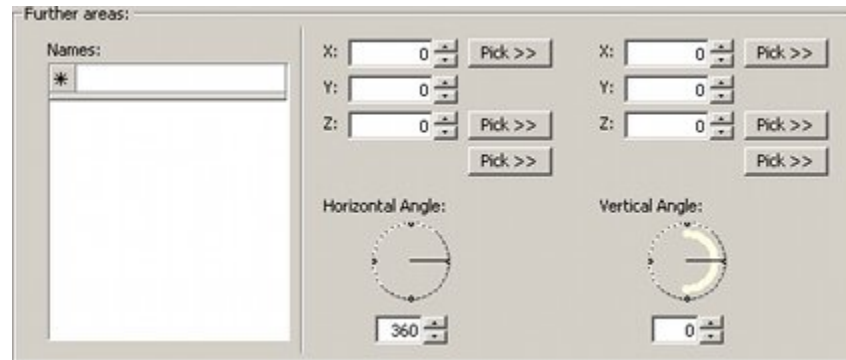 Further areas:
Names:
X: 0 Pick >> X: 0 Pick >>
Y: 0 Y: 0
Z: 0 Pick >> Z: 0 Pick >>
Pick >> Pick >>
Horizontal Angle: Vertical Angle:
360 0